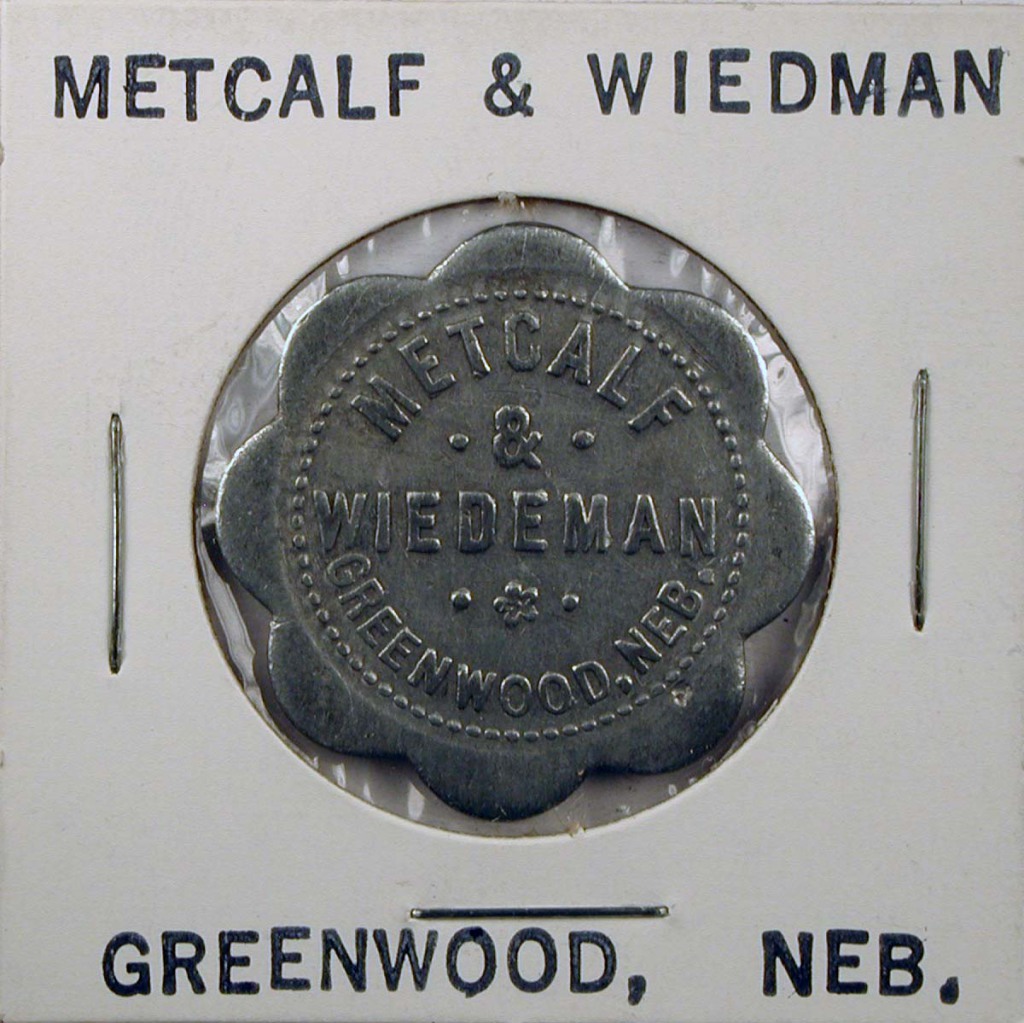 METCALF & WIEDMAN
METCALF
&
WIEDEMAN
GREENWOOD, NEB.
GREENWOOD, NEB.